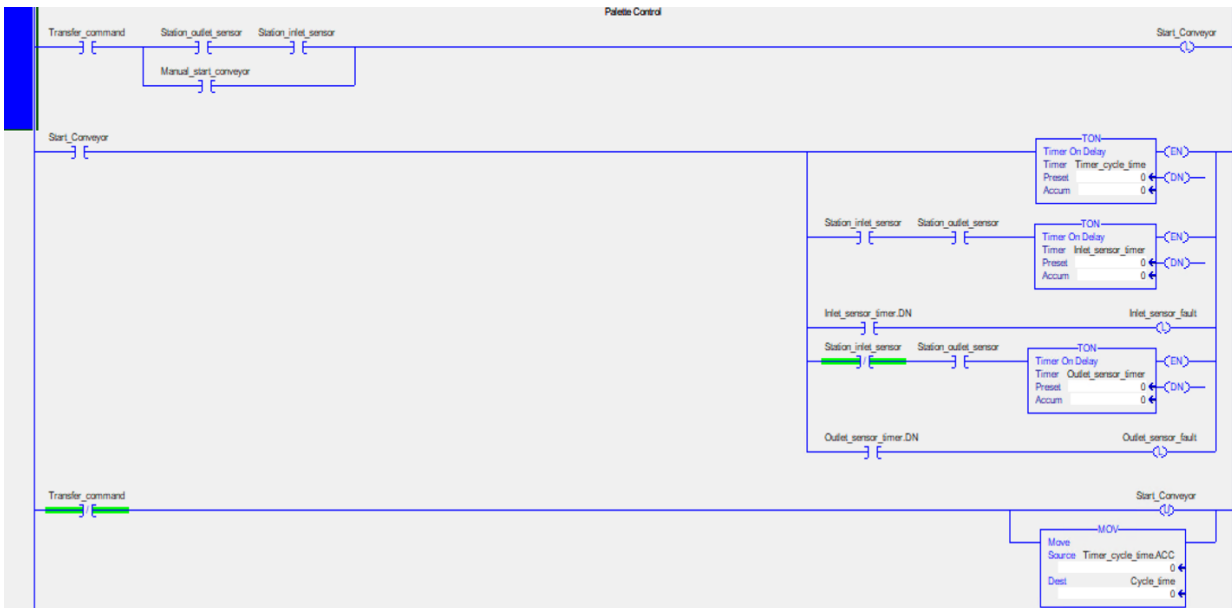 Palette Control
Transfer_command Station_outlet_sensor Station_inlet_sensor Start_Conveyor
L
Manual_start_conveyor
Start_Conveyor
TON
Timer On Delay EN
Timer Timer_cycle_time
Preset 0 DN
Accum 0
Station_inlet_sensor Station_outlet_sensor
TON
Timer On Delay EN
Timer Inlet_sensor_timer
Preset 0 DN
Accum 0
Inlet_sensor_timer.DN Inlet_sensor_fault
L
Station_inlet_sensor Station_outlet_sensor
TON
Timer On Delay EN
Timer Outlet_sensor_timer
Preset 0 DN
Accum 0
Outlet_sensor_timer.DN Outlet_sensor_fault
L
Transfer_command Start_Conveyor
U
MOV
Move
Source Timer_cycle_time.ACC
0
Dest Cycle_time
0